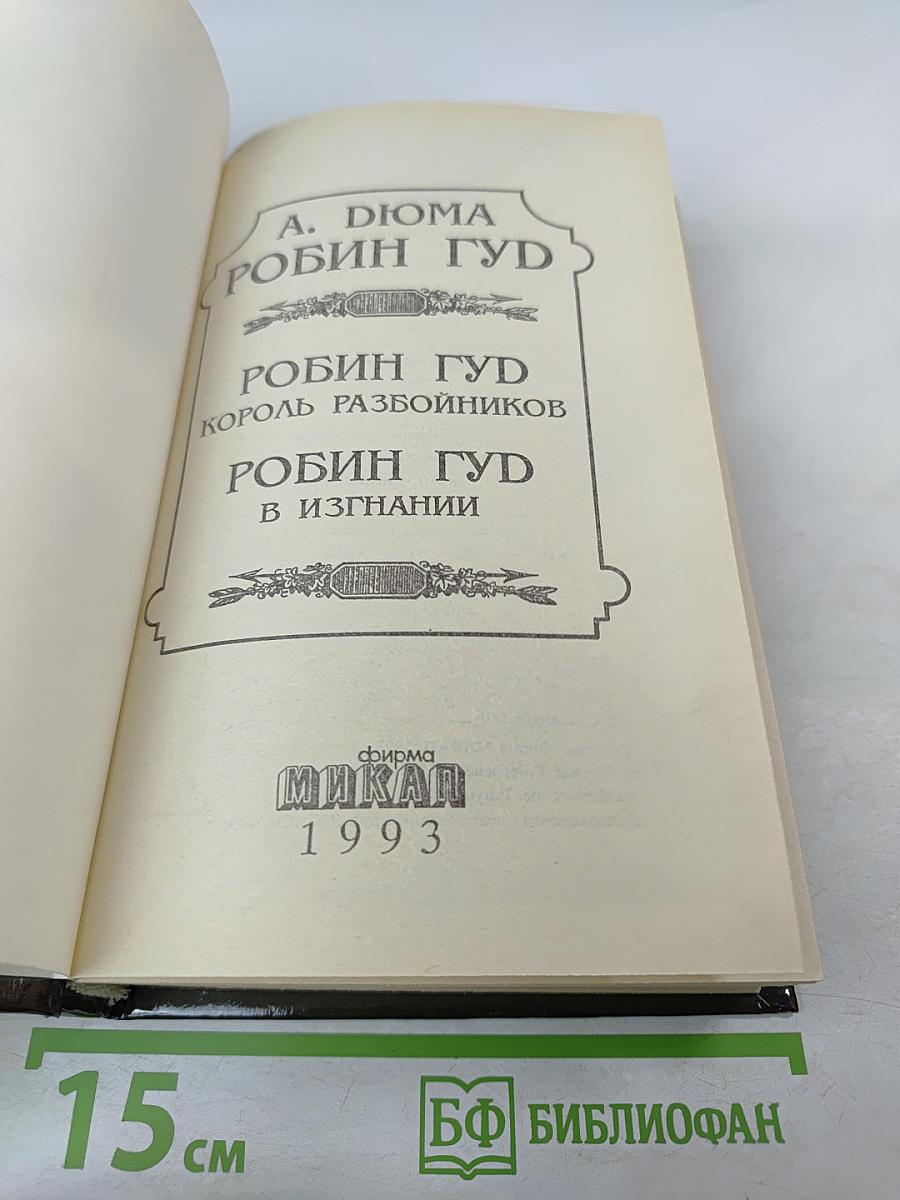 А. ДЮМА
РОБИН ГУД
РОБИН ГУД
КОРОЛЬ РАЗБОЙНИКОВ
РОБИН ГУД
В ИЗГНАНИИ
фирма
МИКАП
1993
15 см
БФ БИБЛИОФАН